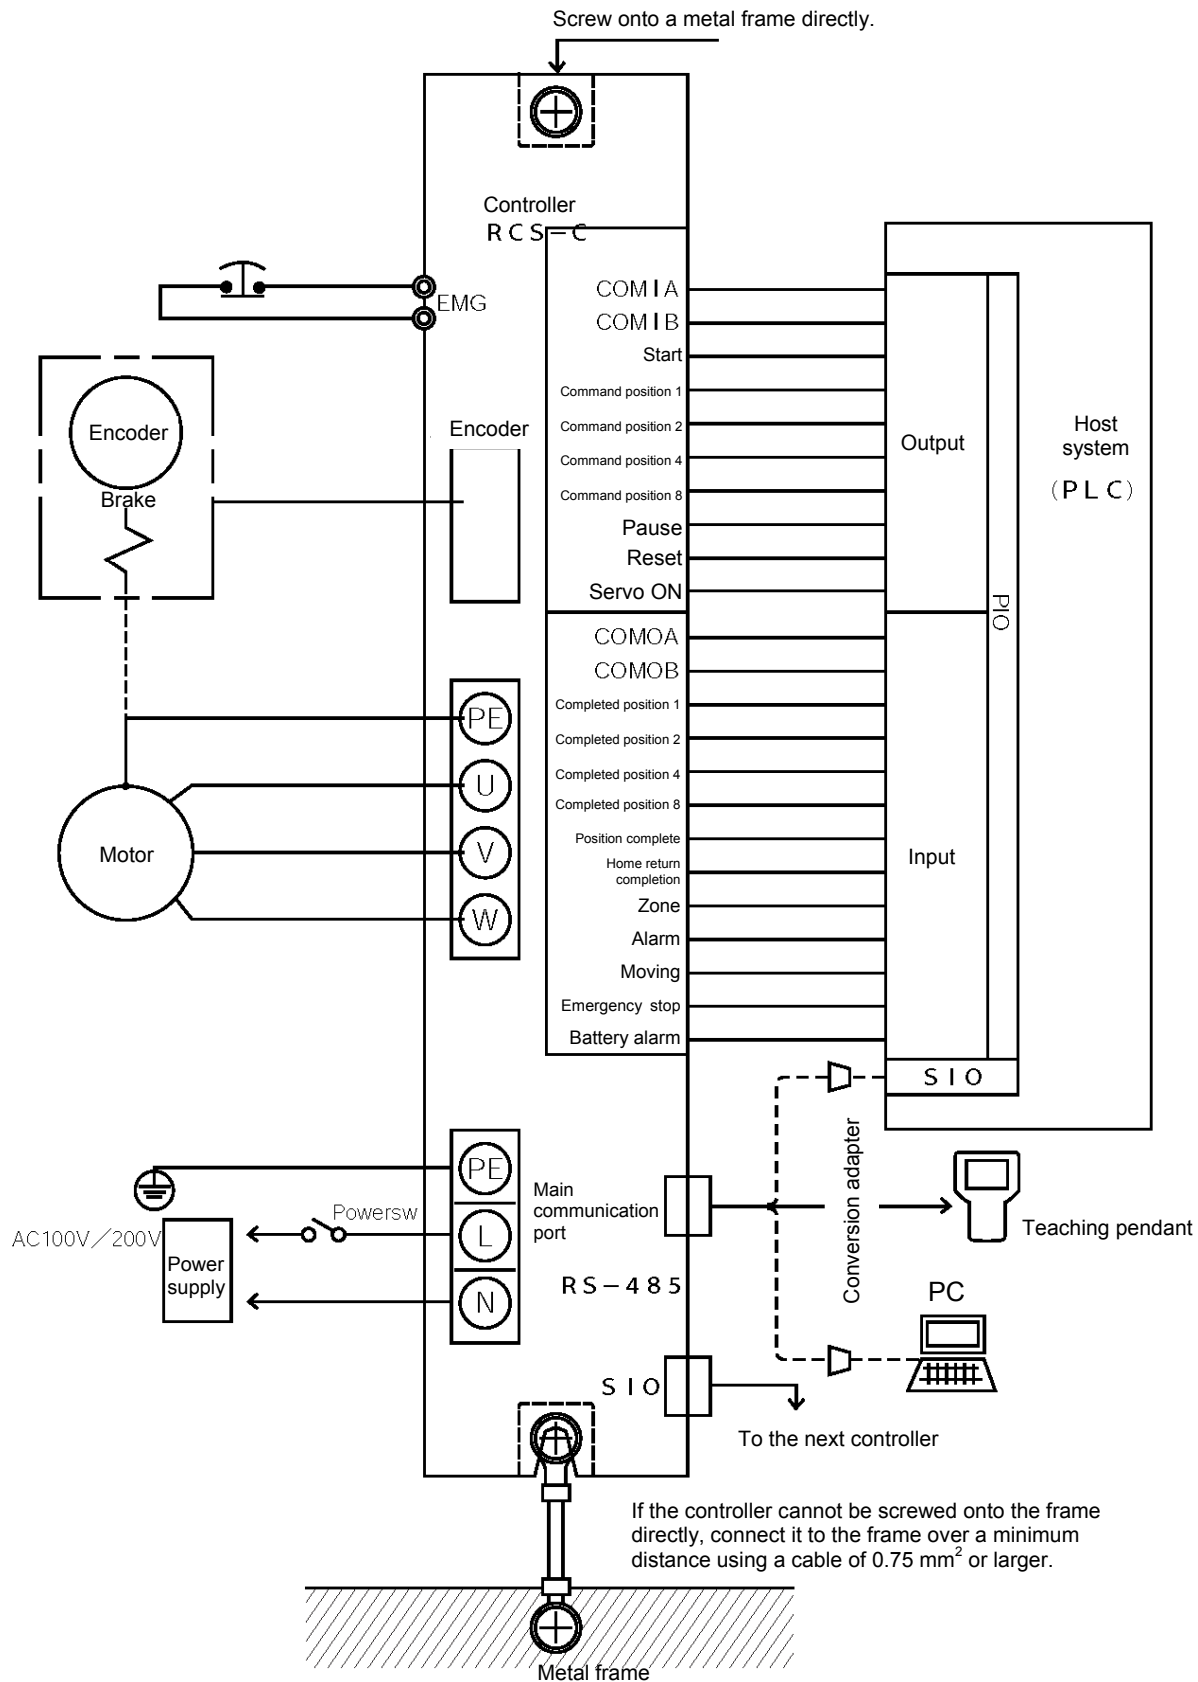 Screw onto a metal frame directly.
Controller
RCS-C
EMG
COMIA
COMIB
Start
Command position 1
Command position 2
Command position 4
Command position 8
Pause
Reset
Servo ON
COMOA
COMOB
Completed position 1
Completed position 2
Completed position 4
Completed position 8
Position complete
Home return
completion
Zone
Alarm
Moving
Emergency stop
Battery alarm
Output
Input
PIO
SIO
Host
system
(PLC)
Encoder
Brake
Encoder
Motor
PE
U
V
W
PE
L
N
Powersw
AC100V/200V
Power
supply
Main
communication
port
RS-485
SIO
Conversion adapter
Teaching pendant
PC
To the next controller
If the controller cannot be screwed onto the frame
directly, connect it to the frame over a minimum
distance using a cable of 0.75 mm² or larger.
Metal frame